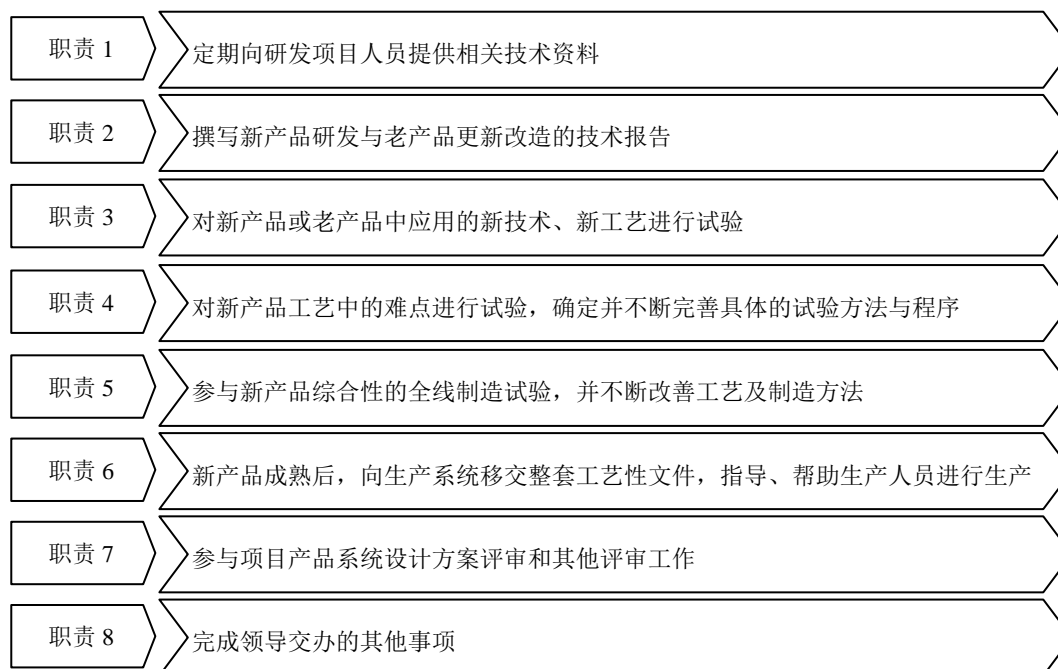 职责 1
定期向研发项目人员提供相关技术资料
职责 2
撰写新产品研发与老产品更新改造的技术报告
职责 3
对新产品或老产品中应用的新技术、新工艺进行试验
职责 4
对新产品工艺中的难点进行试验，确定并不断完善具体的试验方法与程序
职责 5
参与新产品综合性的全线制造试验，并不断改善工艺及制造方法
职责 6
新产品成熟后，向生产系统移交整套工艺性文件，指导、帮助生产人员进行生产
职责 7
参与项目产品系统设计方案评审和其他评审工作
职责 8
完成领导交办的其他事项